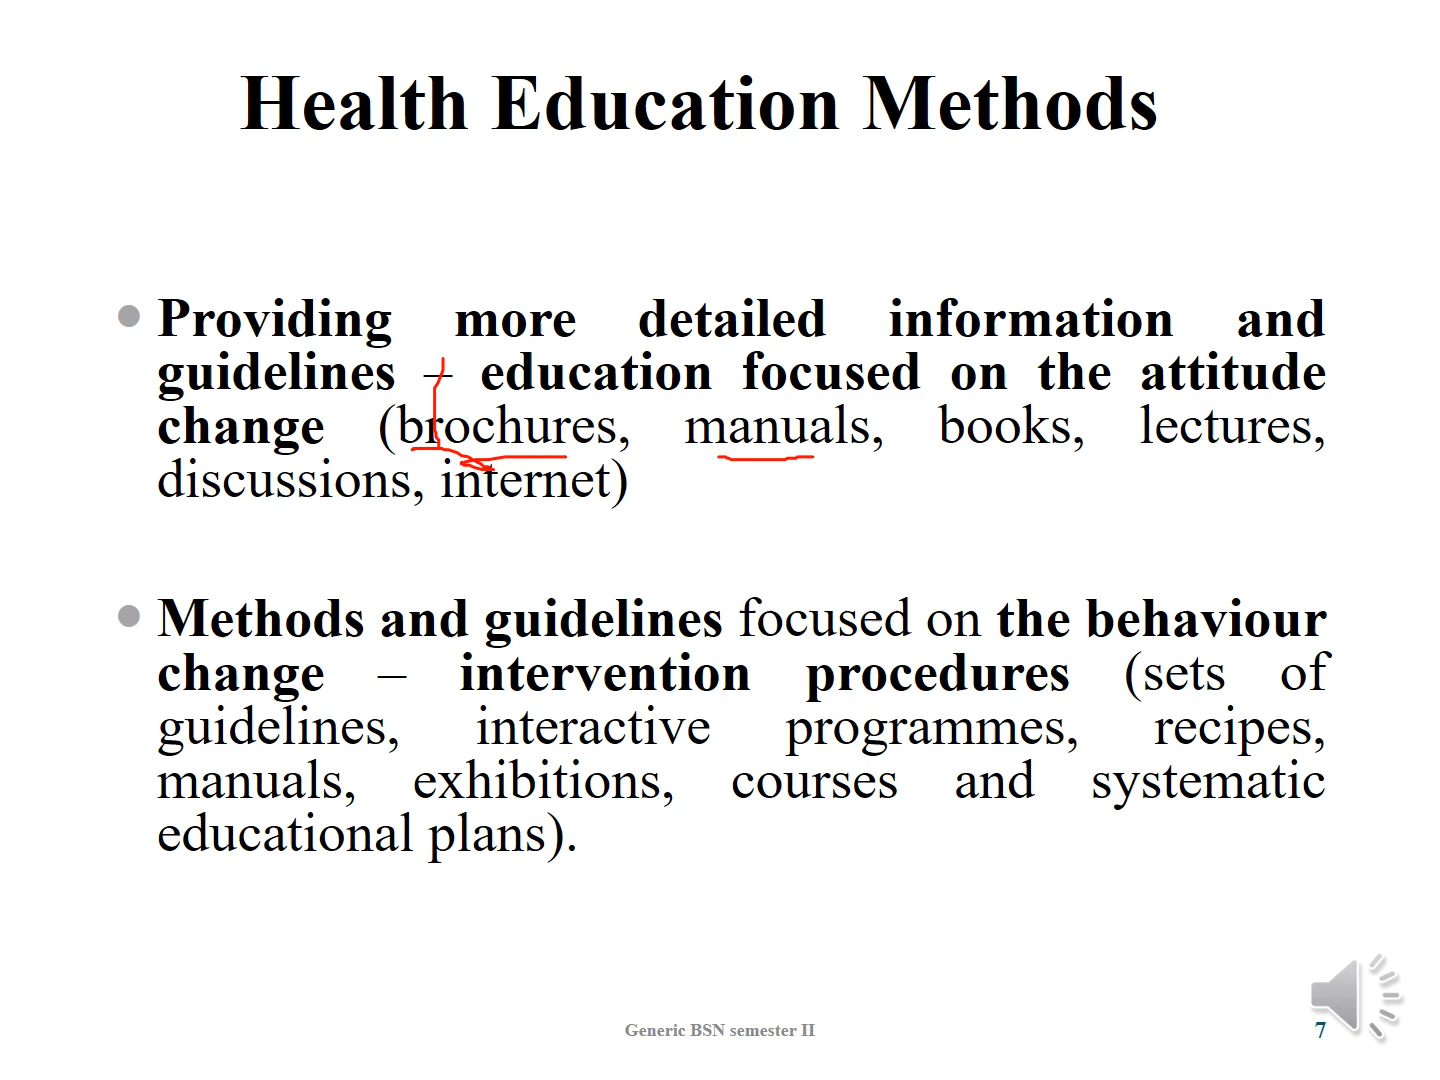 Health Education Methods
Providing more detailed information and
guidelines – education focused on the attitude
change (brochures, manuals, books, lectures,
discussions, internet)
Methods and guidelines focused on the behaviour
change – intervention procedures (sets of
guidelines, interactive programmes, recipes,
manuals, exhibitions, courses and systematic
educational plans).
Generic BSN semester II
7